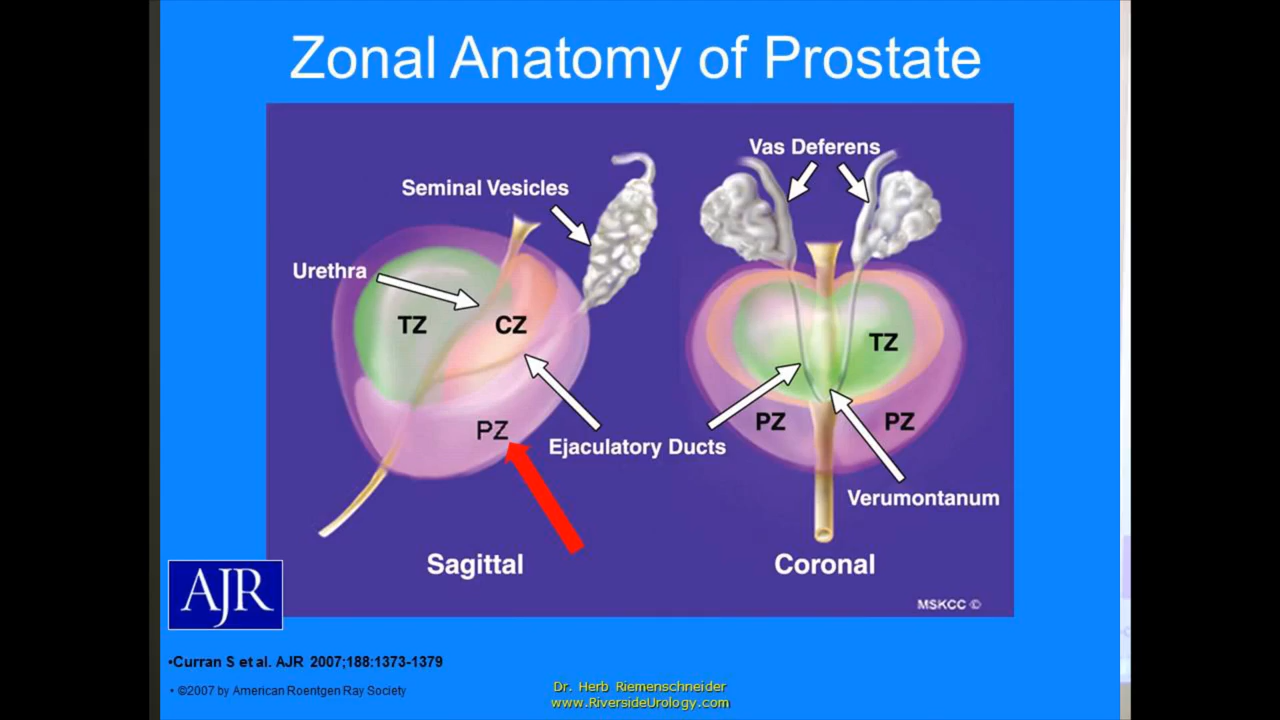 Zonal Anatomy of Prostate
Vas Deferens
Seminal Vesicles
Urethra
TZ
CZ
TZ
PZ
PZ
PZ
Ejaculatory Ducts
Verumontanum
Sagittal
Coronal
AJR
MSKCC ©
•Curran S et al. AJR 2007;188:1373-1379
• ©2007 by American Roentgen Ray Society
Dr. Herb Riemenschneider
www.RiversideUrology.com